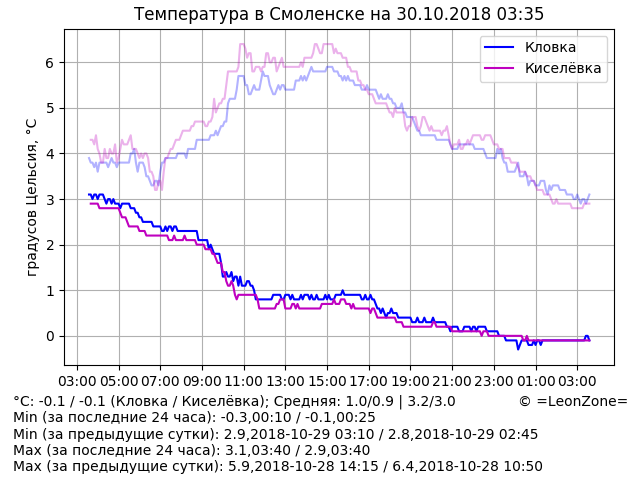 Температура в Смоленске на 30.10.2018 03:35
Кловка
Киселёвка
градусов Цельсия, °C
6
5
4
3
2
1
0
03:00 05:00 07:00 09:00 11:00 13:00 15:00 17:00 19:00 21:00 23:00 01:00 03:00
°C: -0.1 / -0.1 (Кловка / Киселёвка); Средняя: 1.0/0.9 | 3.2/3.0 © =LeonZone=
Min (за последние 24 часа): -0.3,00:10 / -0.1,00:25
Min (за предыдущие сутки): 2.9,2018-10-29 03:10 / 2.8,2018-10-29 02:45
Max (за последние 24 часа): 3.1,03:40 / 2.9,03:40
Max (за предыдущие сутки): 5.9,2018-10-28 14:15 / 6.4,2018-10-28 10:50